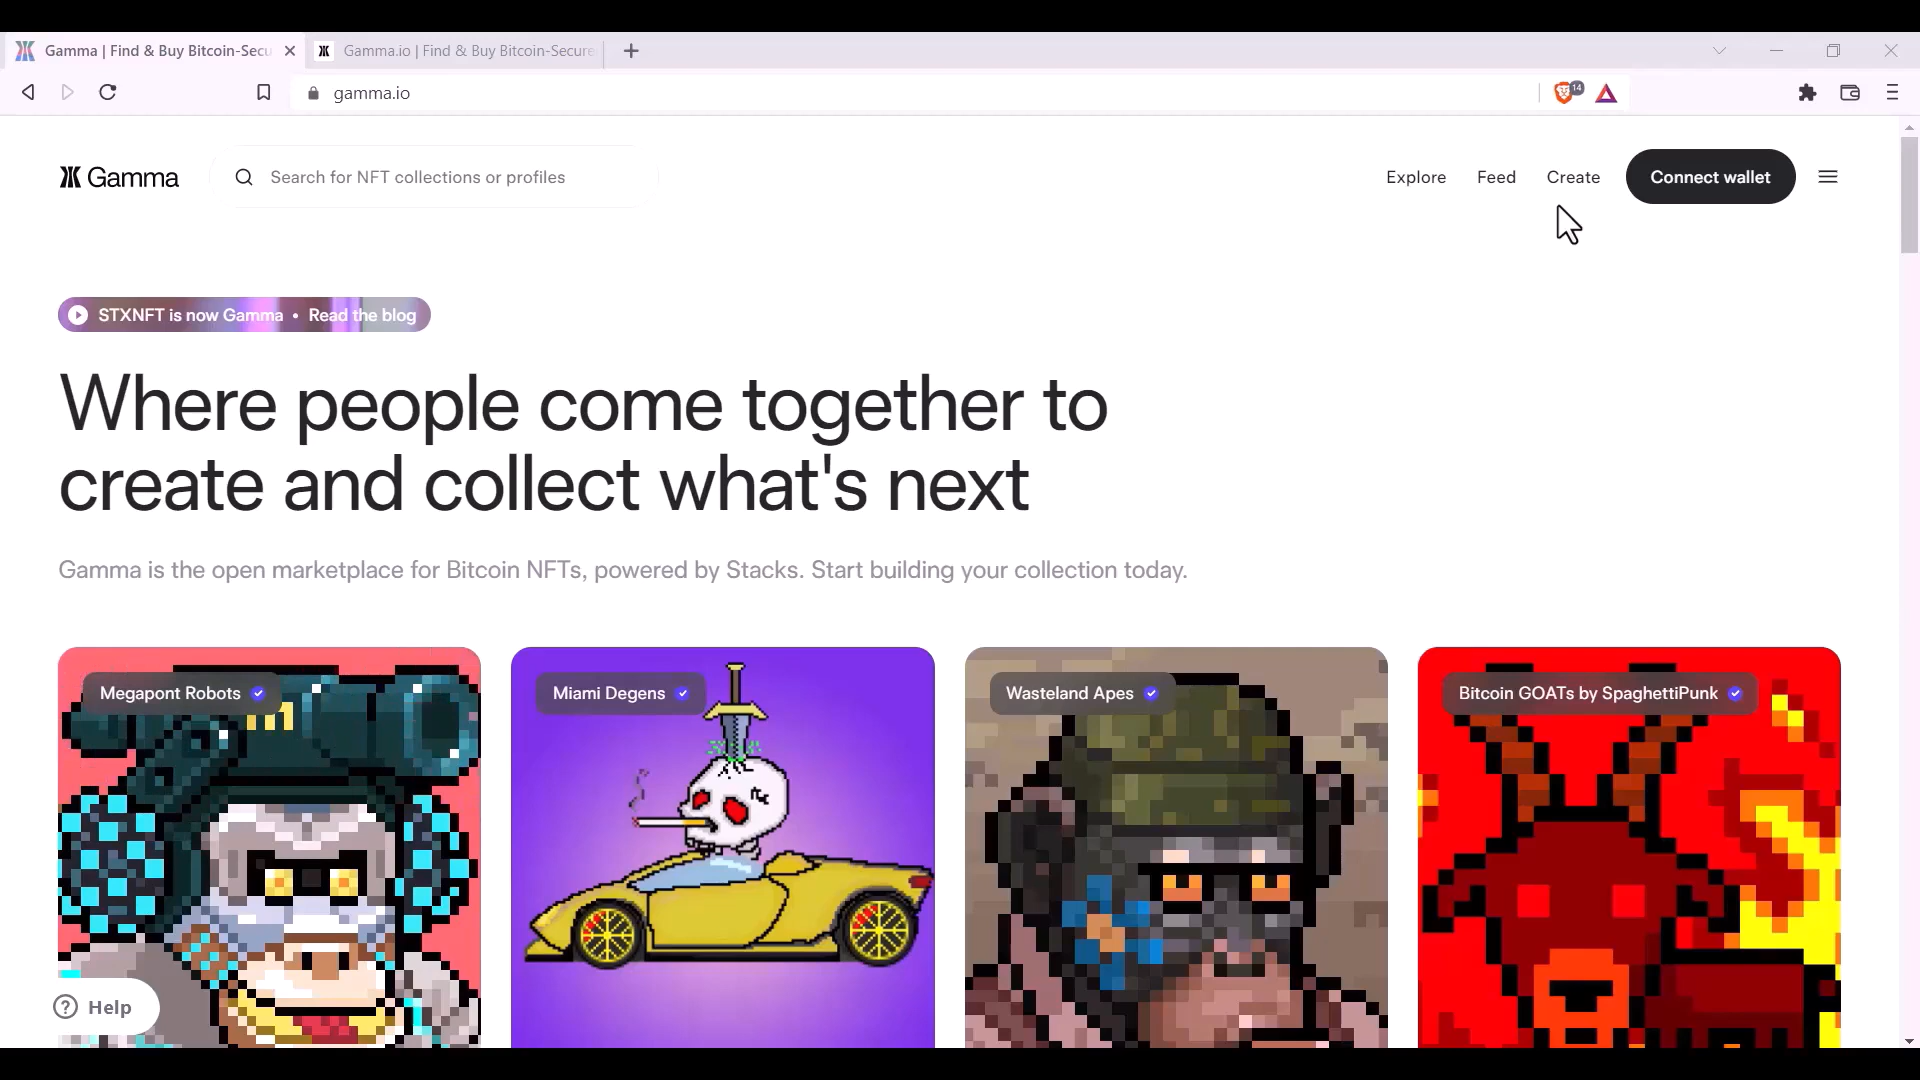 Gamma | Find & Buy Bitcoin-Secu
Gamma.io | Find & Buy Bitcoin-Secure
gamma.io
14
Gamma
Search for NFT collections or profiles
Explore
Feed
Create
Connect wallet
STXNFT is now Gamma • Read the blog
Where people come together to
create and collect what's next
Gamma is the open marketplace for Bitcoin NFTs, powered by Stacks. Start building your collection today.
Megapont Robots
Miami Degens
Wasteland Apes
Bitcoin GOATs by SpaghettiPunk
Help